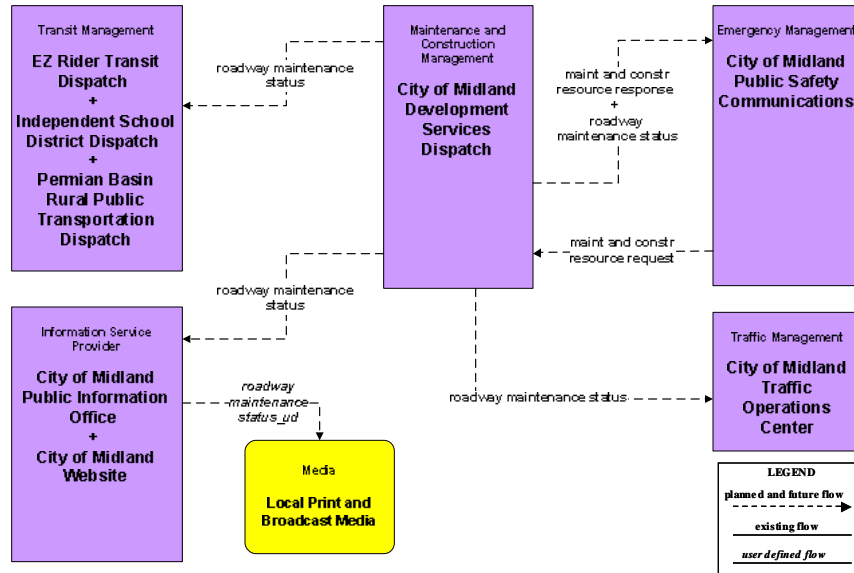 Transit Management
EZ Rider Transit
Dispatch
+
Independent School
District Dispatch
+
Permian Basin
Rural Public
Transportation
Dispatch
roadway maintenance
status
Maintenance and
Construction
Management
City of Midland
Development
Services
Dispatch
maint and constr
resource response
+
roadway
maintenance status
Emergency Management
City of Midland
Public Safety
Communications
maint and constr
resource request
roadway maintenance
status
Information Service
Provider
City of Midland
Public Information
Office
+
City of Midland
Website
roadway
maintenance
status_ud
Media
Local Print and
Broadcast Media
roadway maintenance status
Traffic Management
City of Midland
Traffic
Operations
Center
LEGEND
planned and future flow
existing flow
user defined flow